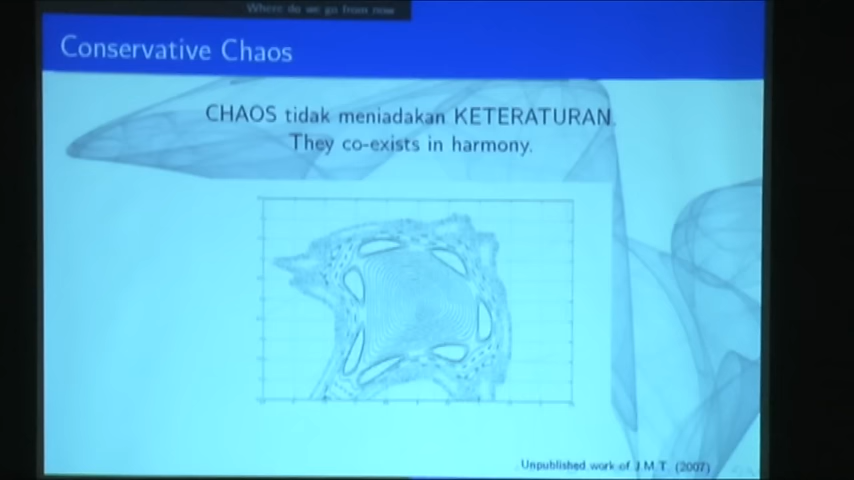 Where do we go from now
Conservative Chaos
CHAOS tidak meniadakan KETERATURAN.
They co-exists in harmony.
Unpublished work of J.M.T. (2007)